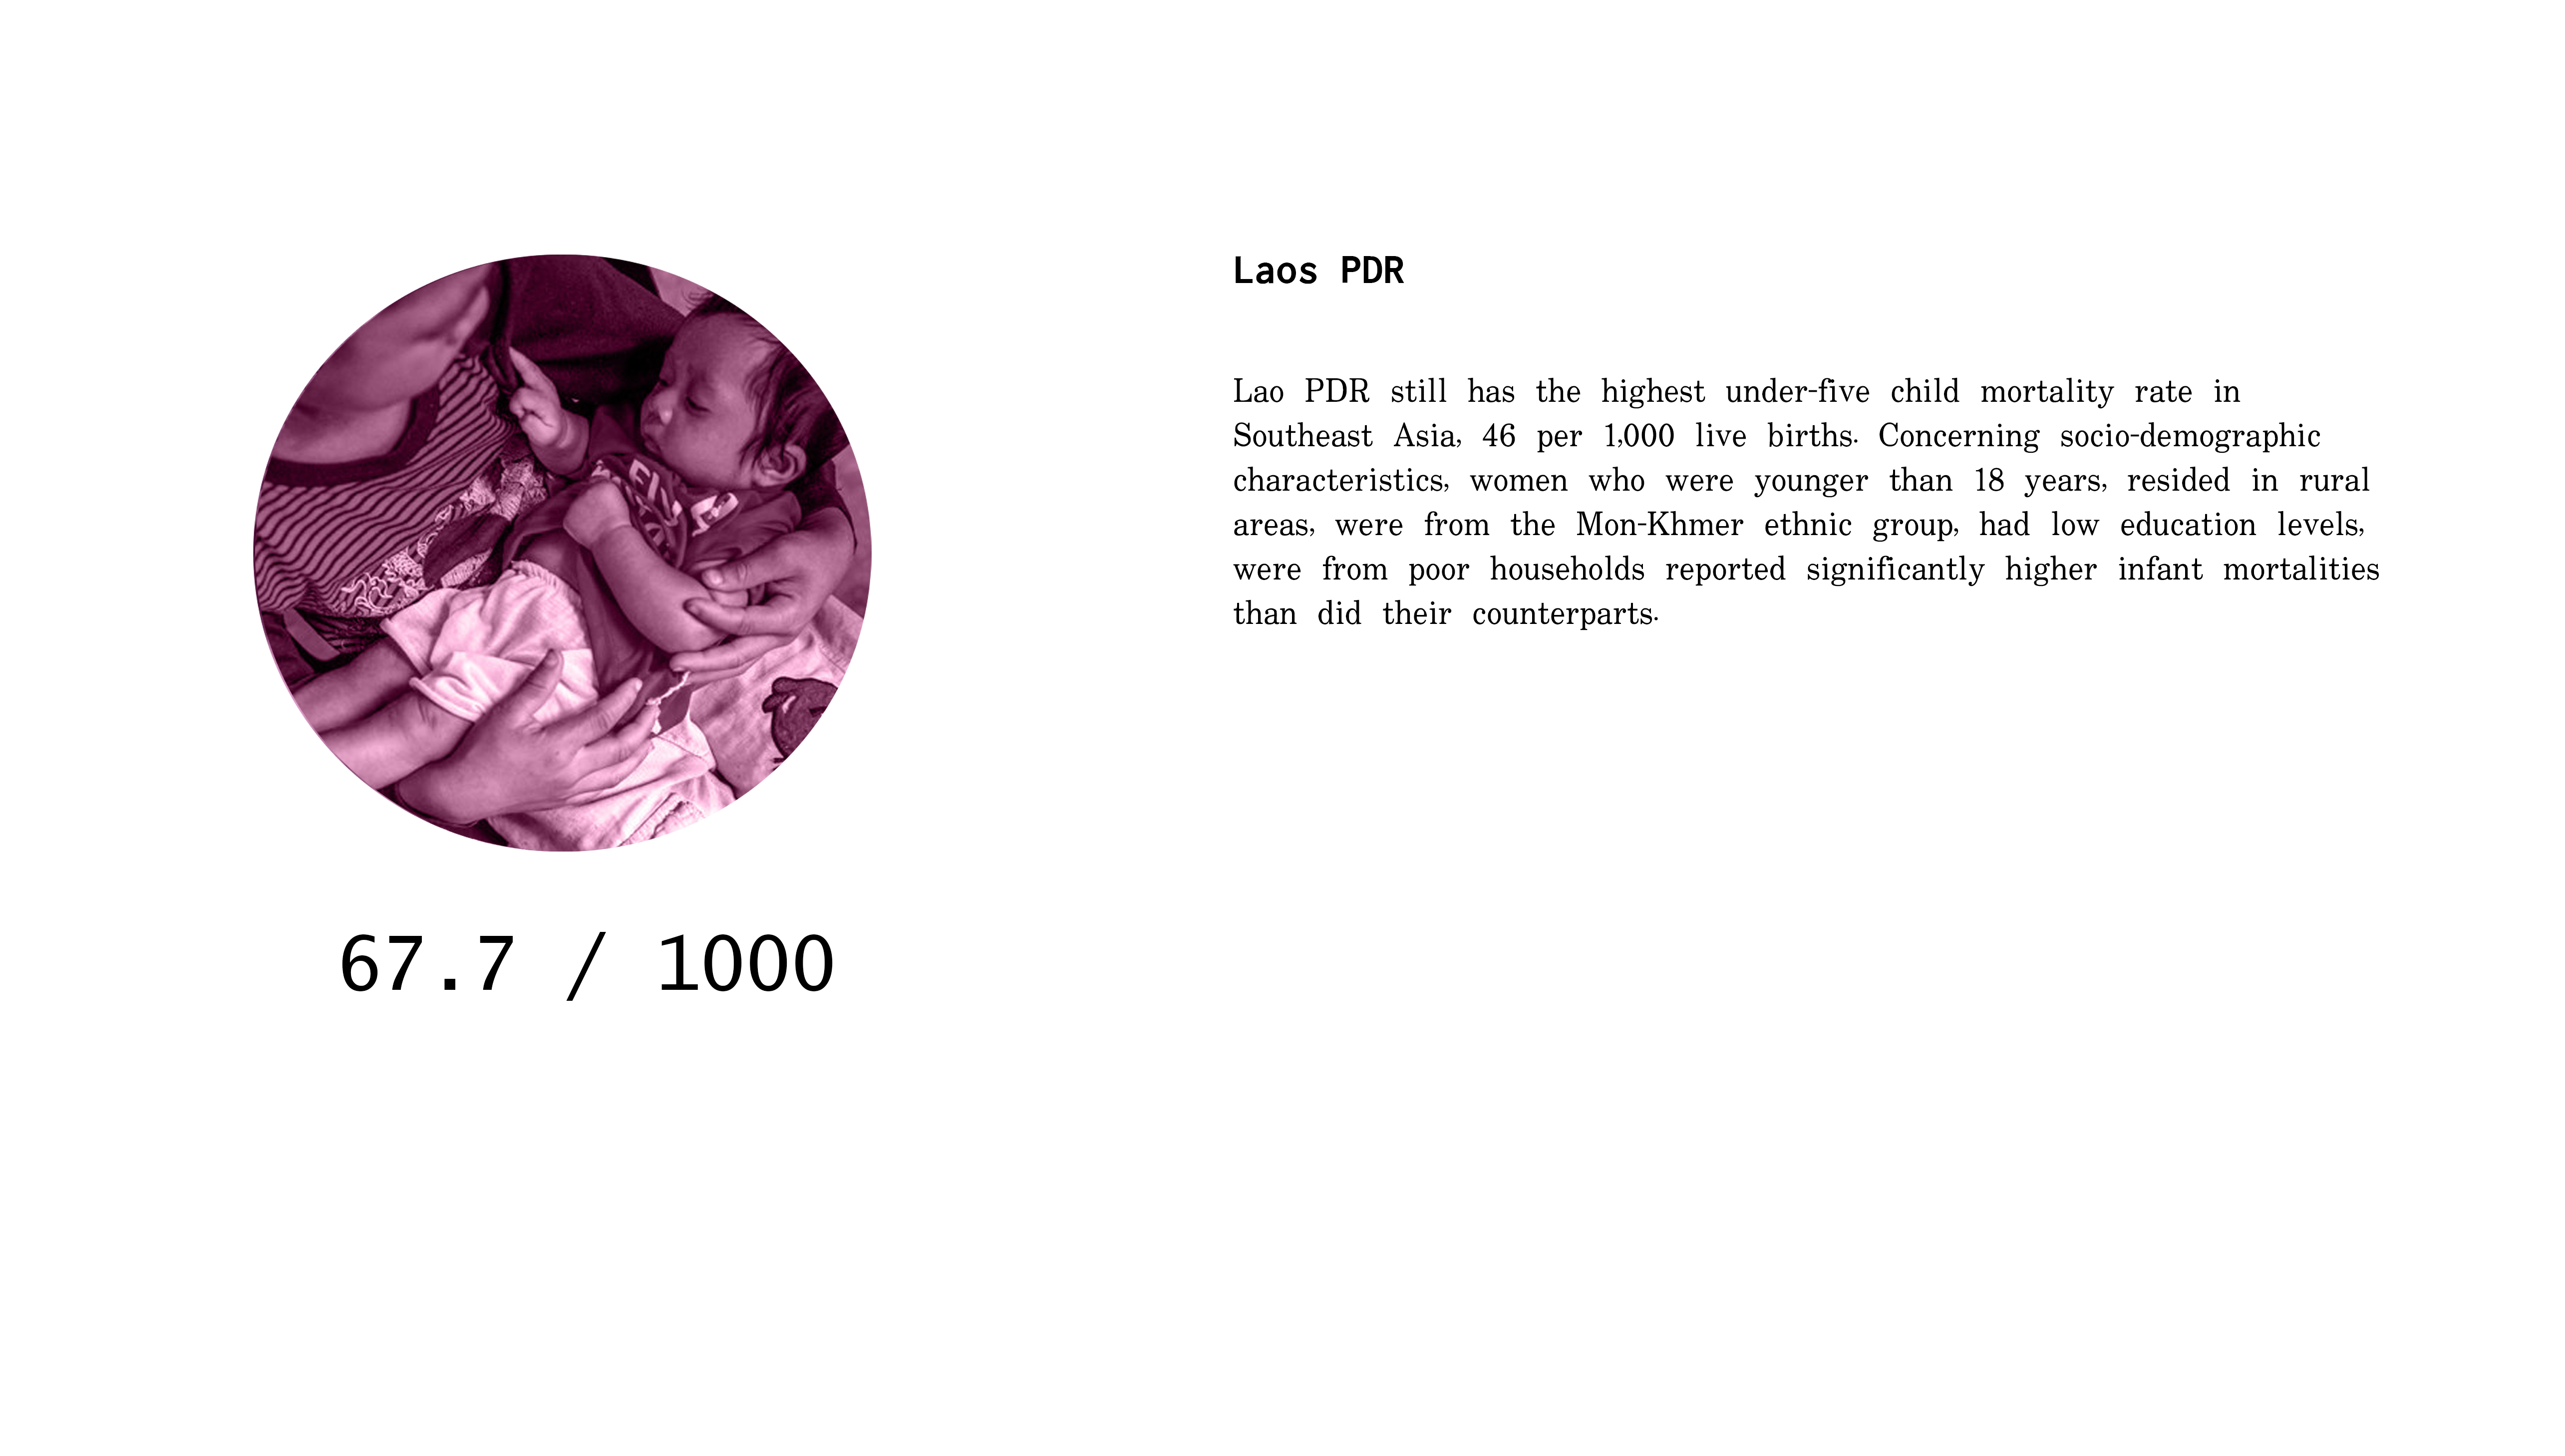 67.7 / 1000
Laos PDR
Lao PDR still has the highest under-five child mortality rate in
Southeast Asia, 46 per 1,000 live births. Concerning socio-demographic
characteristics, women who were younger than 18 years, resided in rural
areas, were from the Mon-Khmer ethnic group, had low education levels,
were from poor households reported significantly higher infant mortalities
than did their counterparts.